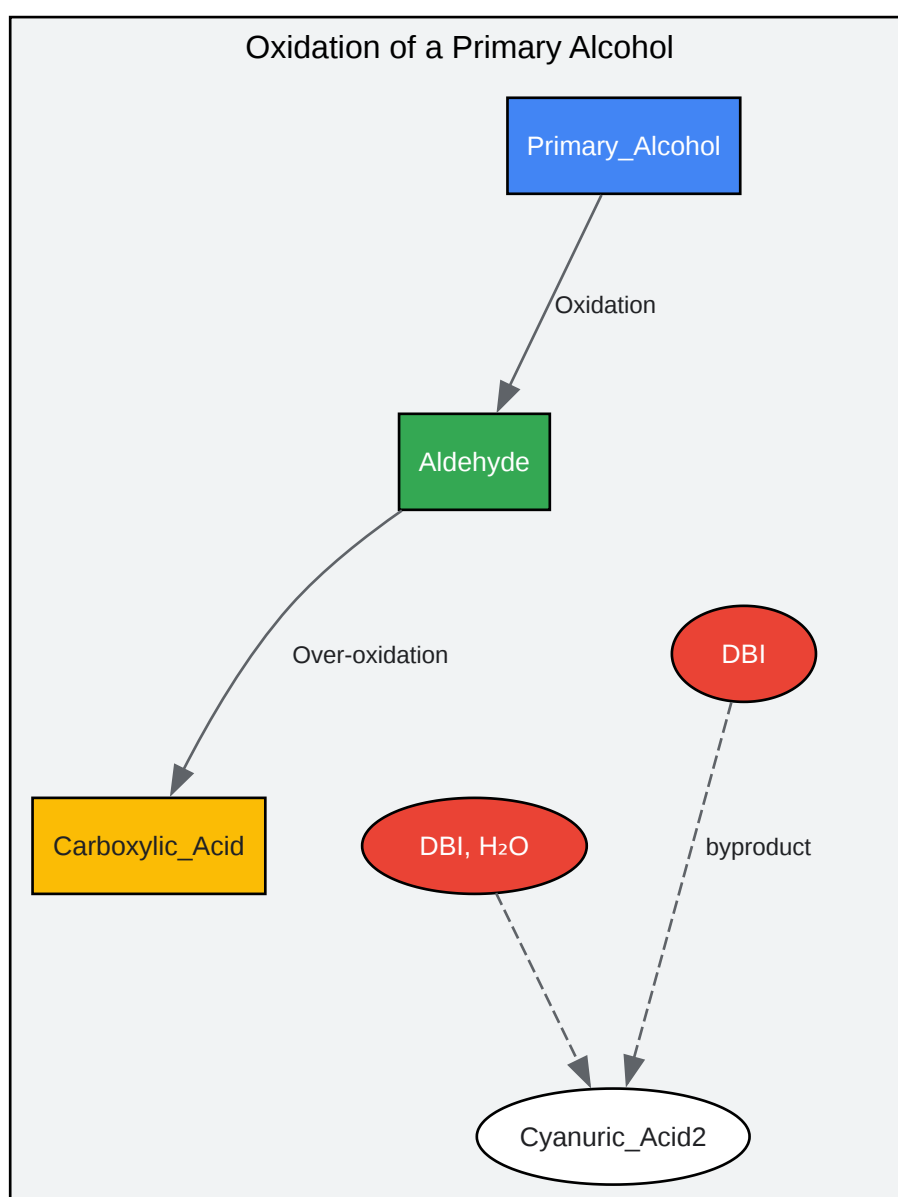 Oxidation of a Primary Alcohol
Primary_Alcohol
Oxidation
Aldehyde
Over-oxidation
DBI
Carboxylic_Acid
DBI, H₂O
byproduct
Cyanuric_Acid2